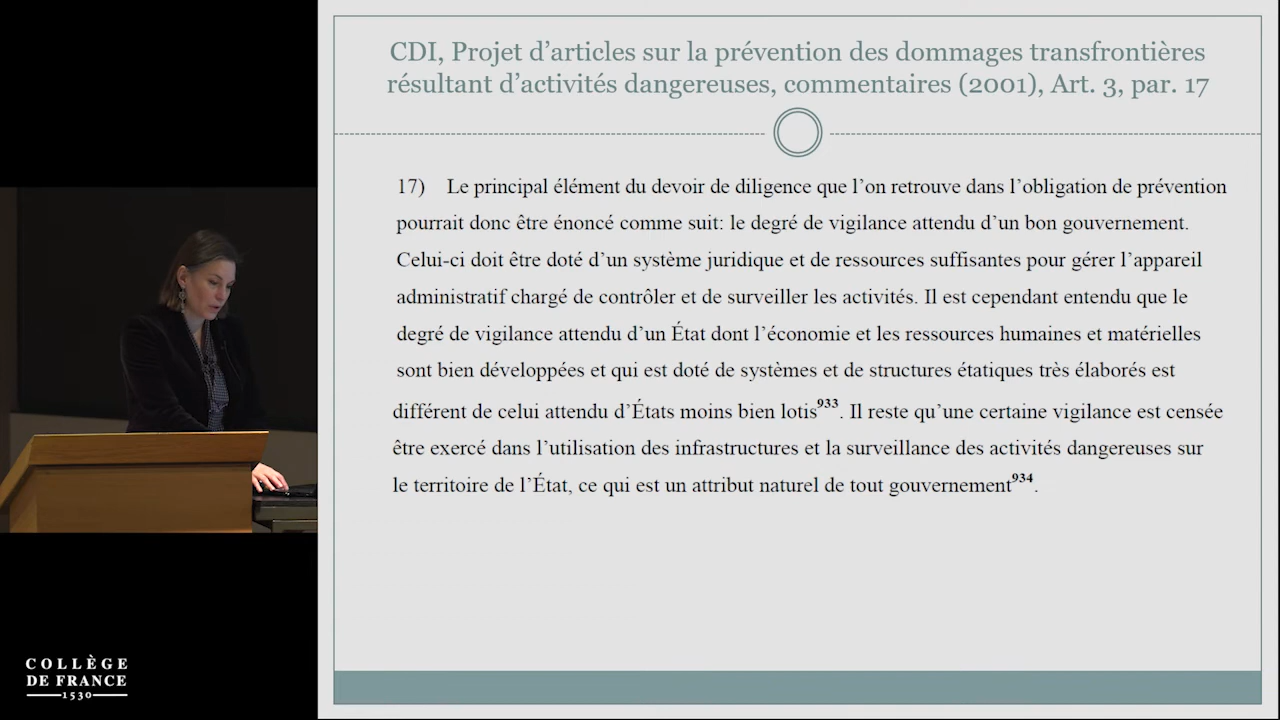 CDI, Projet d’articles sur la prévention des dommages transfrontières
résultant d’activités dangereuses, commentaires (2001), Art. 3, par. 17
17) Le principal élément du devoir de diligence que l’on retrouve dans l’obligation de prévention
pourrait donc être énoncé comme suit: le degré de vigilance attendu d’un bon gouvernement.
Celui-ci doit être doté d’un système juridique et de ressources suffisantes pour gérer l’appareil
administratif chargé de contrôler et de surveiller les activités. Il est cependant entendu que le
degré de vigilance attendu d’un État dont l’économie et les ressources humaines et matérielles
sont bien développées et qui est doté de systèmes et de structures étatiques très élaborés est
différent de celui attendu d’États moins bien lotis933. Il reste qu’une certaine vigilance est censée
être exercé dans l’utilisation des infrastructures et la surveillance des activités dangereuses sur
le territoire de l’État, ce qui est un attribut naturel de tout gouvernement934.
COLLÈGE
DE FRANCE
1530